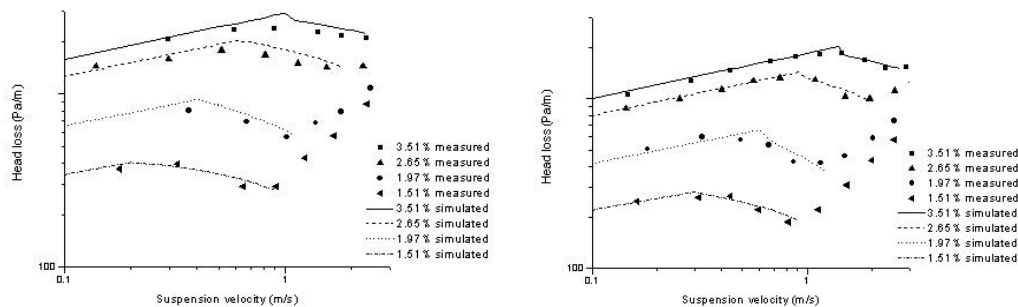 Head loss (Pa/m)
100
0.1
1
Suspension velocity (m/s)
3.51% measured
2.65% measured
1.97% measured
1.51% measured
3.51% simulated
2.65% simulated
1.97% simulated
1.51% simulated
Head loss (Pa/m)
100
0.1
1
Suspension velocity (m/s)
3.51% measured
2.65% measured
1.97% measured
1.51% measured
3.51% simulated
2.65% simulated
1.97% simulated
1.51% simulated